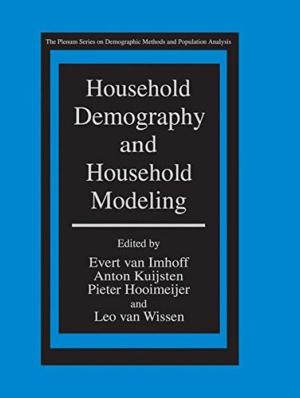 The Plenum Series on Demographic Methods and Population Analysis
Household
Demography
and
Household
Modeling
Edited by
Evert van Imhoff
Anton Kuijsten
Pieter Hooimeijer
and
Leo van Wissen